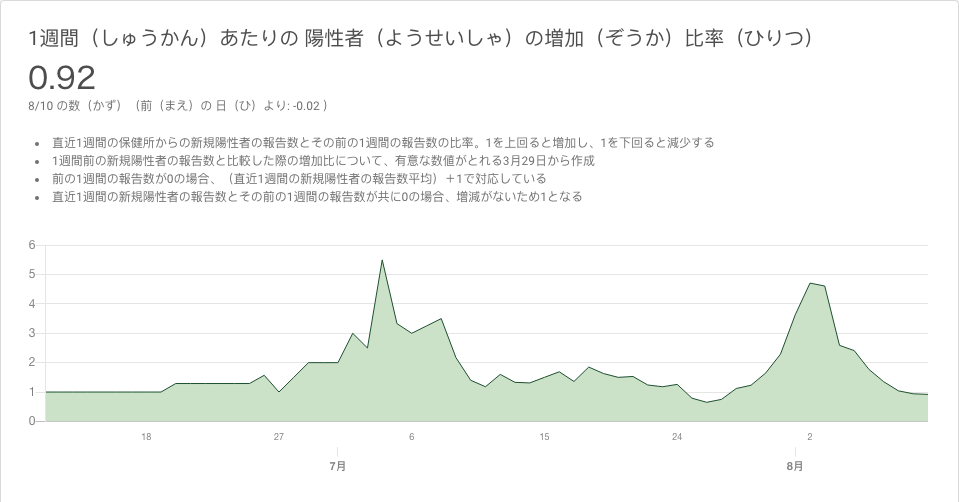 1週間（しゅうかん）あたりの 陽性者（ようせいしゃ）の増加（ぞうか）比率（ひりつ）
0.92
8/10 の数（かず）（前（まえ）の 日（ひ）より: -0.02 ）
• 直近1週間の保健所からの新規陽性者の報告数とその前の1週間の報告数の比率。1を上回ると増加し、1を下回ると減少する
• 1週間前の新規陽性者の報告数と比較した際の増加比について、有意な数値がとれる3月29日から作成
• 前の1週間の報告数が0の場合、（直近1週間の新規陽性者の報告数平均）＋1で対応している
• 直近1週間の新規陽性者の報告数とその前の1週間の報告数が共に0の場合、増減がないため1となる
6
5
4
3
2
1
0
18 27 6 15 24 2
7月 8月